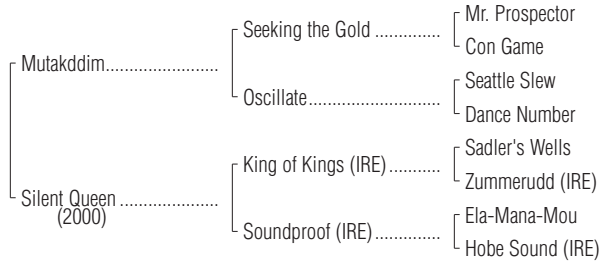 Mr. Prospector
Seeking the Gold ..............
Con Game
Mutakddim........................
Seattle Slew
Oscillate............................
Dance Number
Sadler's Wells
King of Kings (IRE)...........
Zummerudd (IRE)
Silent Queen .....................
(2000)
Ela-Mana-Mou
Soundproof (IRE)..............
Hobe Sound (IRE)